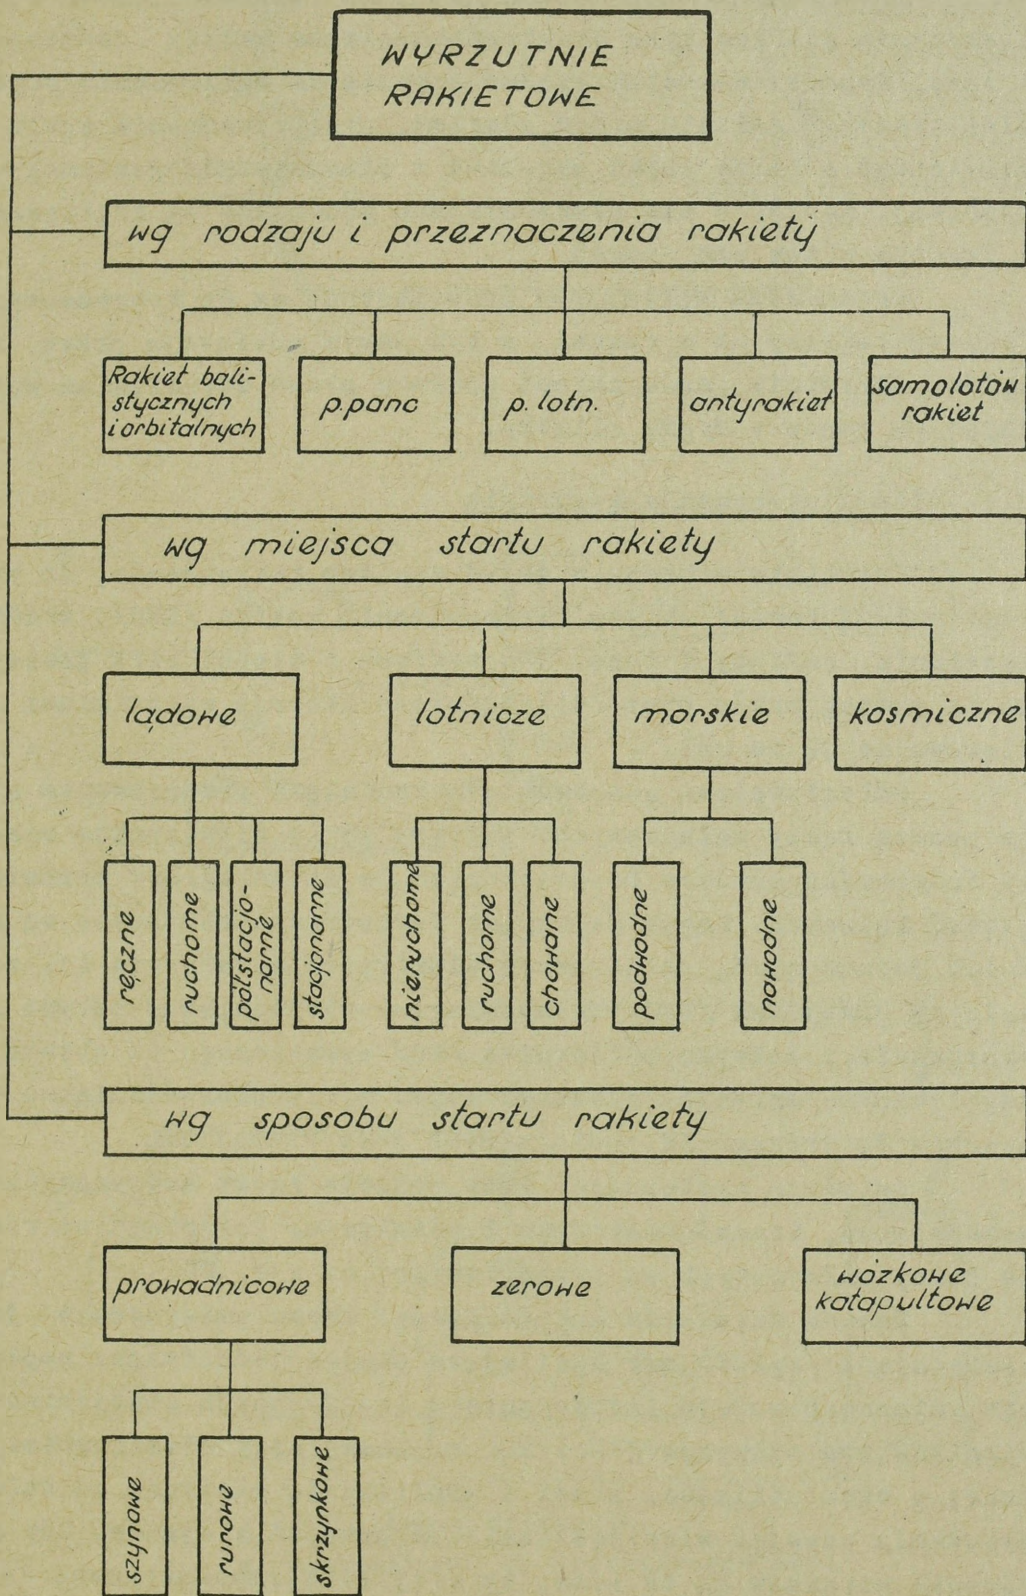 WYRZUTNIE
RAKIETOWE
wg rodzaju i przeznaczenia rakiety
Rakiet bali-
stycznych
i orbitalnych
p.panc
p. lotn.
antyrakiet
samolotów
rakiet
wg miejsca startu rakiety
lądowe
lotnicze
morskie
kosmiczne
ręczne
ruchome
półstacjo-
narne
stacjonarne
nieruchome
ruchome
chowane
podwodne
nawodne
wg sposobu startu rakiety
prowadnicowe
zerowe
wózkowe
katapultowe
szynowe
rurowe
skrzynkowe